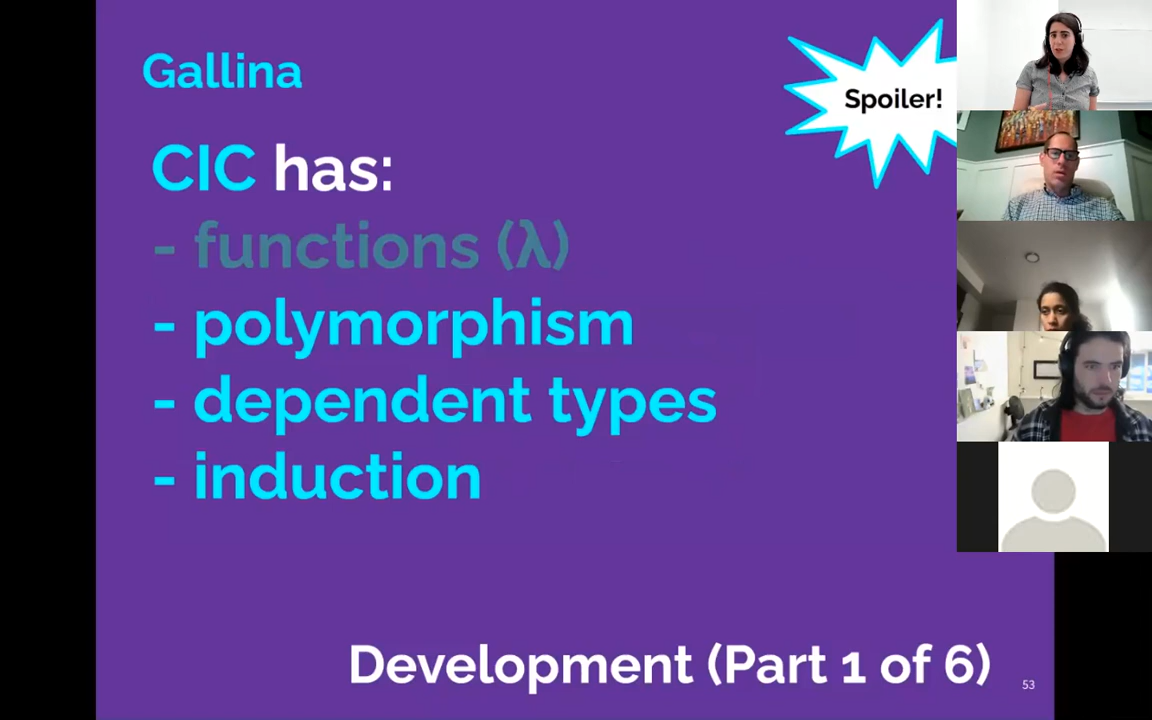 Gallina
Spoiler!
CIC has:
- functions (λ)
- polymorphism
- dependent types
- induction
Development (Part 1 of 6)
53